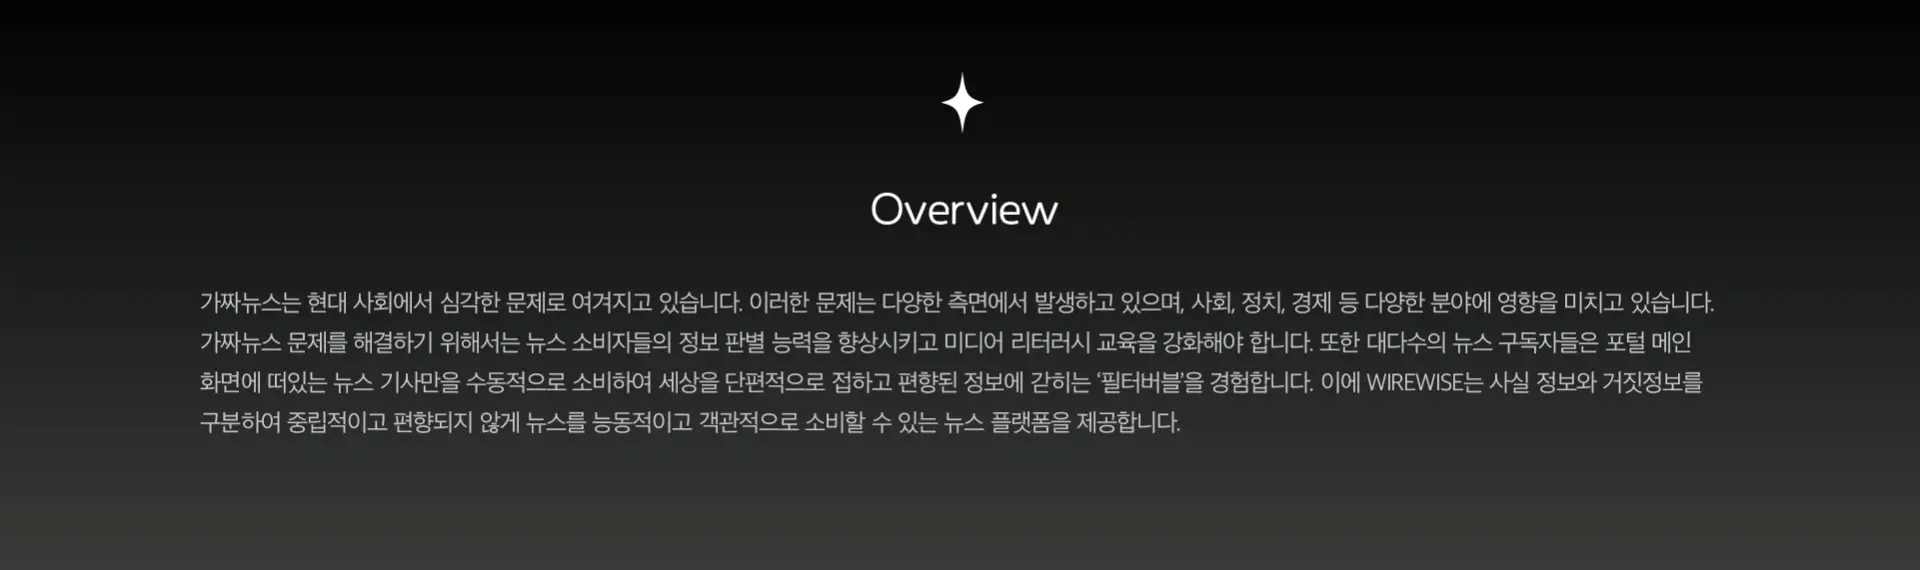 Overview
가짜뉴스는 현대 사회에서 심각한 문제로 여겨지고 있습니다. 이러한 문제는 다양한 측면에서 발생하고 있으며, 사회, 정치, 경제 등 다양한 분야에 영향을 미치고 있습니다.
가짜뉴스 문제를 해결하기 위해서는 뉴스 소비자들의 정보 판별 능력을 향상시키고 미디어 리터러시 교육을 강화해야 합니다. 또한 대다수의 뉴스 구독자들은 포털 메인
화면에 떠있는 뉴스 기사만을 수동적으로 소비하여 세상을 단편적으로 접하고 편향된 정보에 갇히는 ‘필터버블’을 경험합니다. 이에 WIREWISE는 사실 정보와 거짓정보를
구분하여 중립적이고 편향되지 않게 뉴스를 능동적이고 객관적으로 소비할 수 있는 뉴스 플랫폼을 제공합니다.